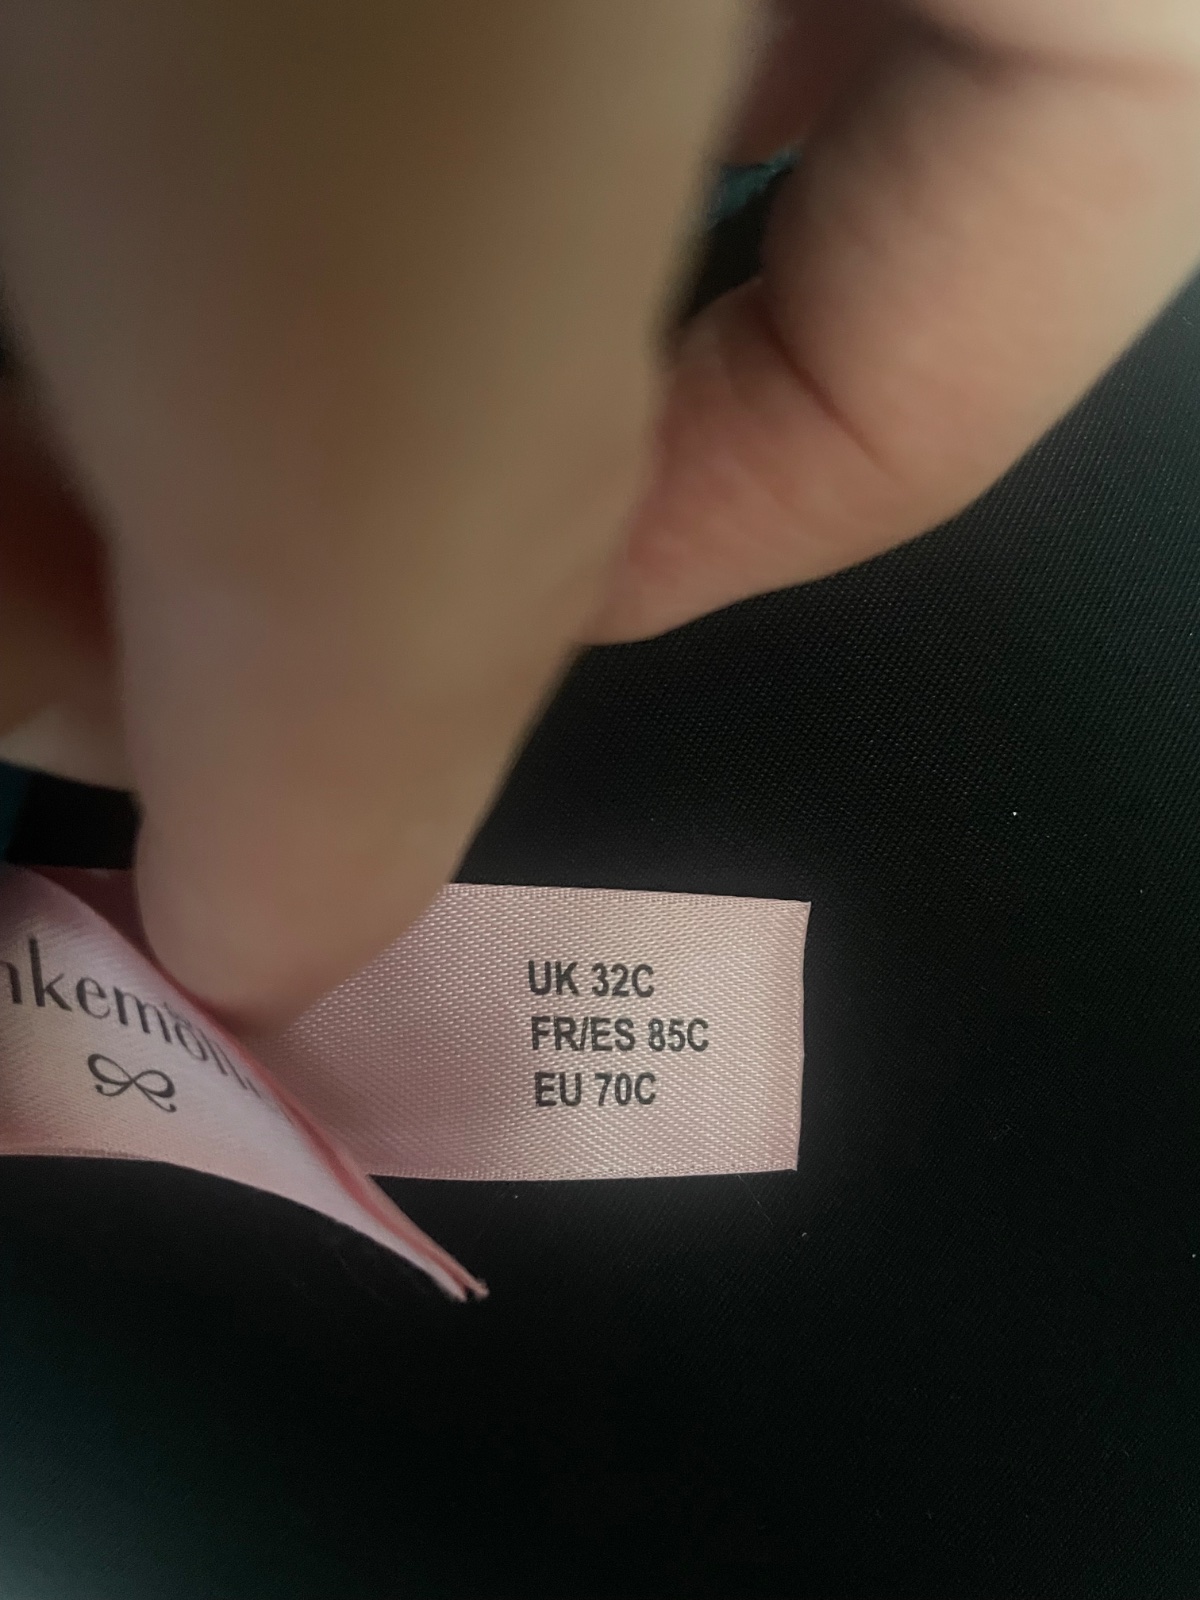 UK 32C
FR/ES 85C
EU 70C